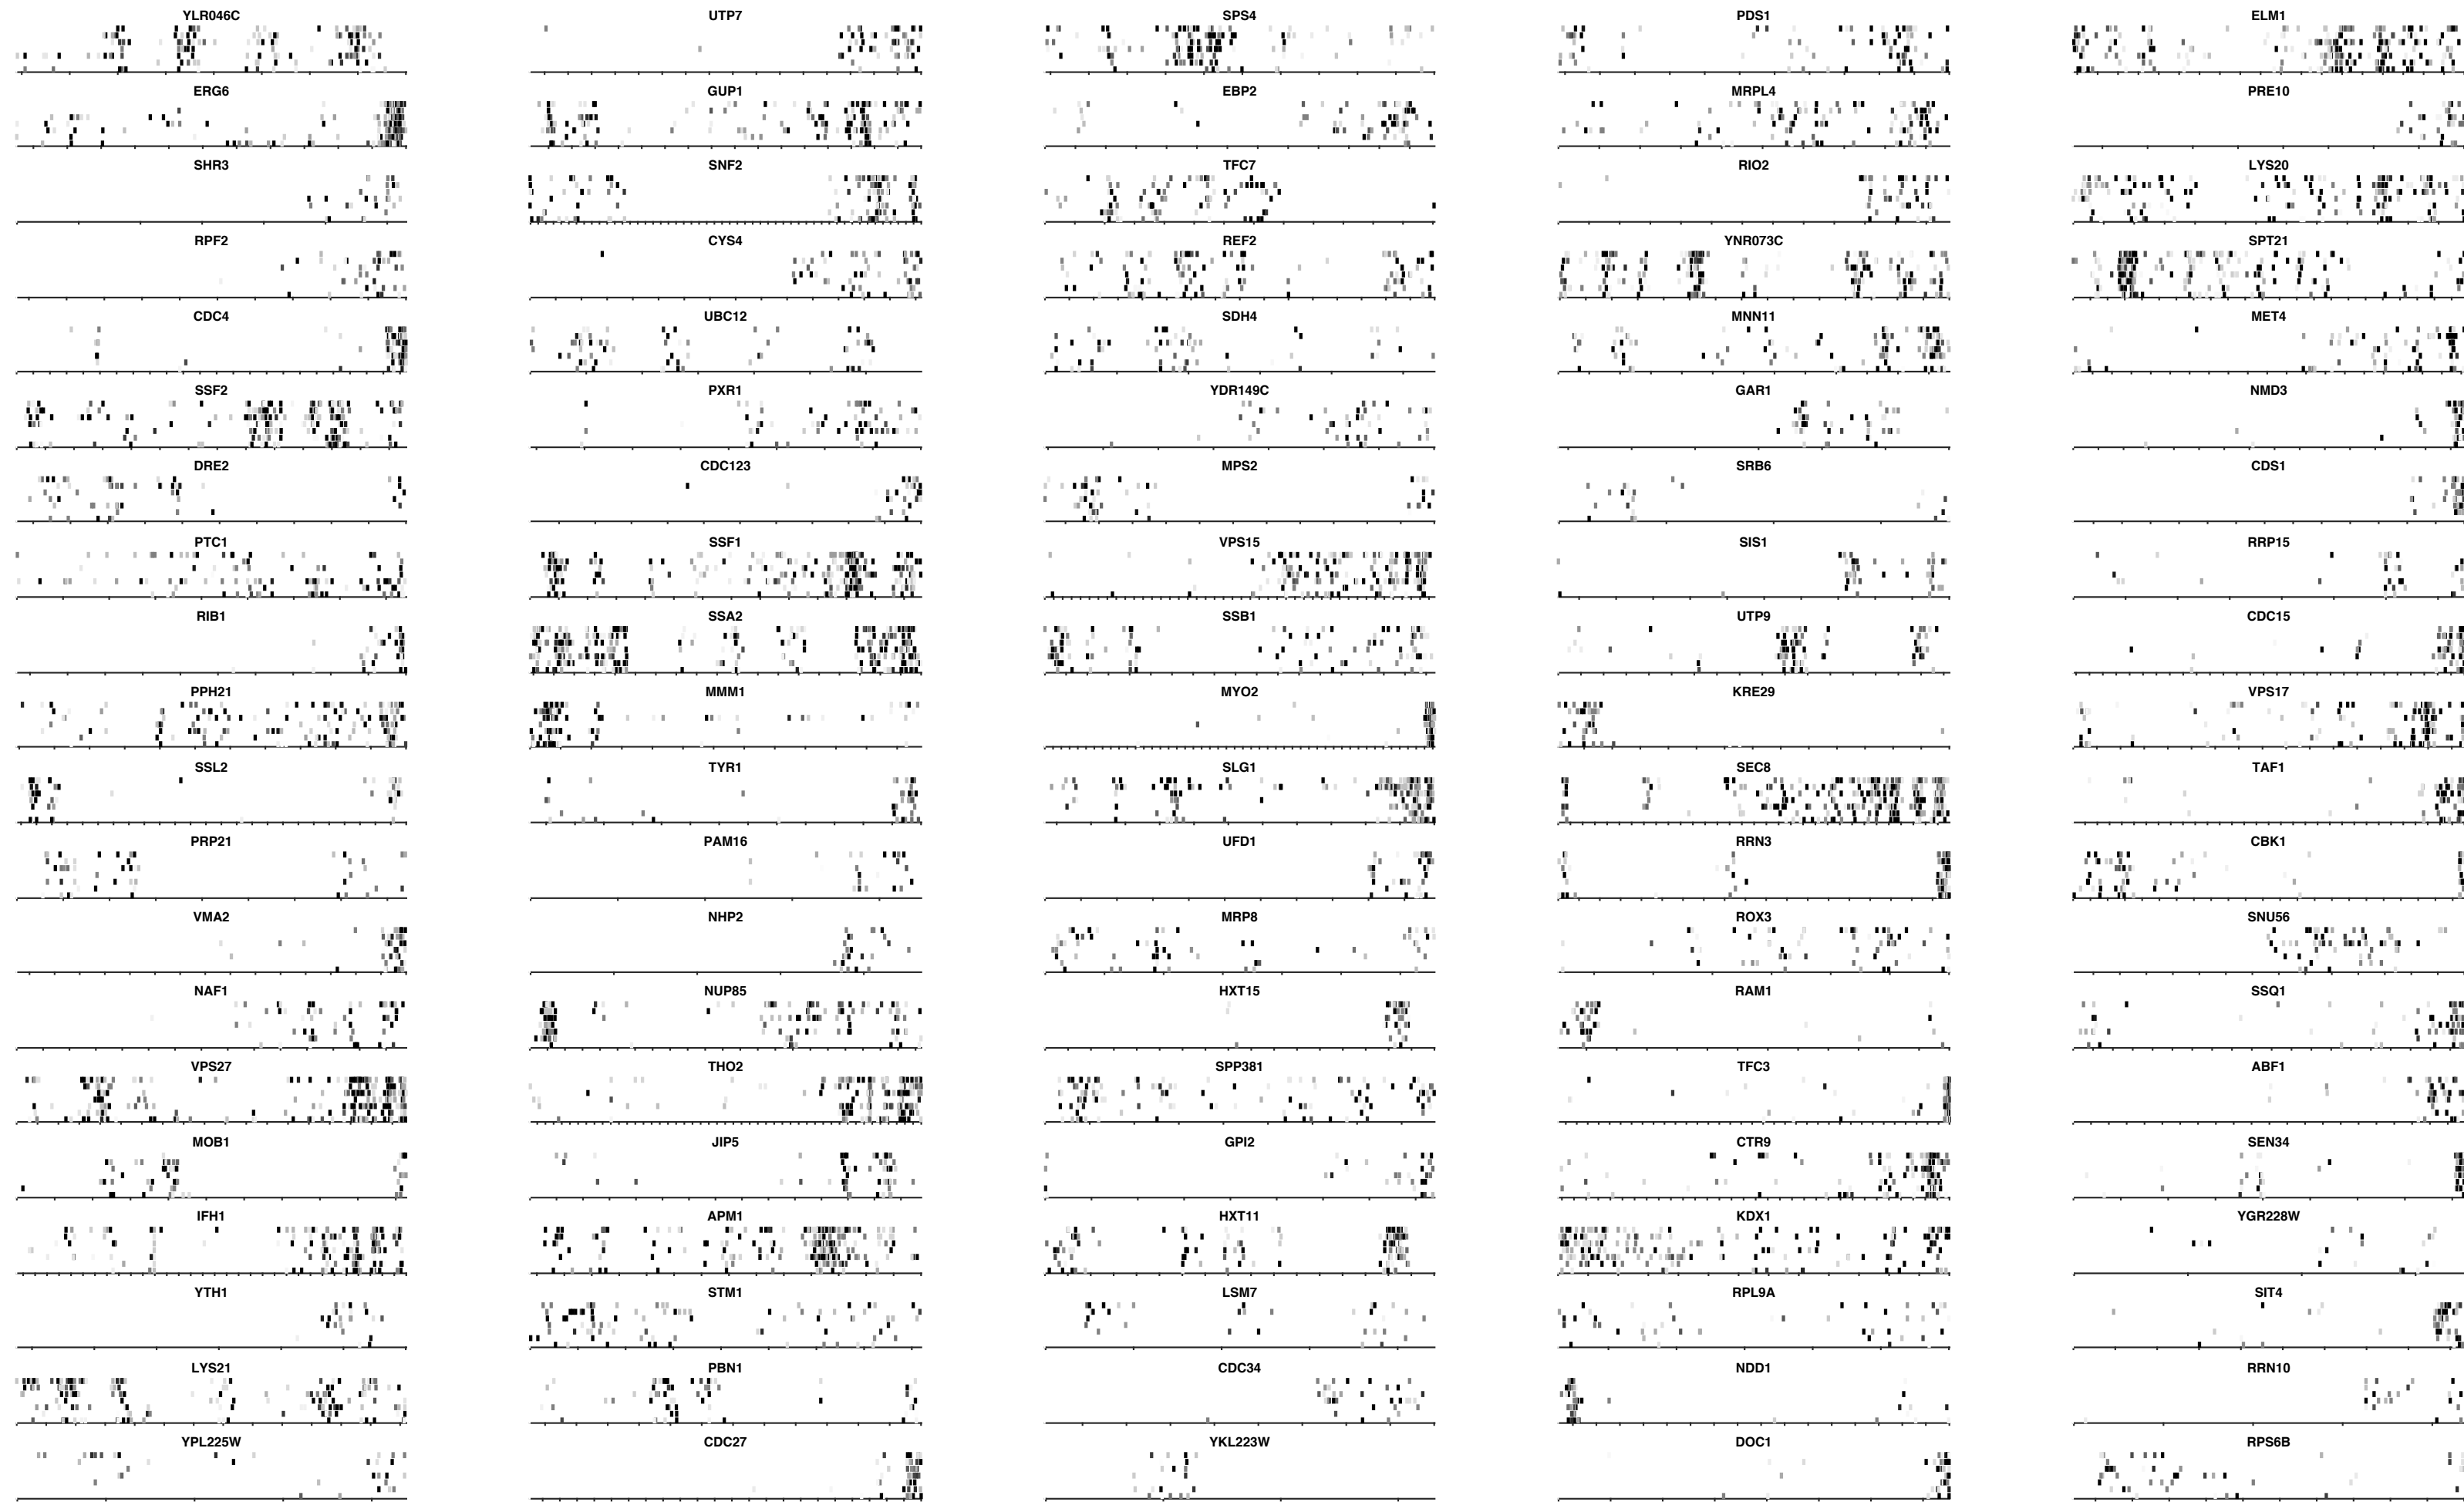 YLR046C UTP7 SPS4 PDS1 ELM1
ERG6 GUP1 EBP2 MRPL4 PRE10
SHR3 SNF2 TFC7 RIO2 LYS20
RPF2 CYS4 REF2 YNR073C SPT21
CDC4 UBC12 SDH4 MNN11 MET4
SSF2 PXR1 YDR149C GAR1 NMD3
DRE2 CDC123 MPS2 SRB6 CDS1
PTC1 SSF1 VPS15 SIS1 RRP15
RIB1 SSA2 SSB1 UTP9 CDC15
PPH21 MMM1 MYO2 KRE29 VPS17
SSL2 TYR1 SLG1 SEC8 TAF1
PRP21 PAM16 UFD1 RRN3 CBK1
VMA2 NHP2 MRP8 ROX3 SNU56
NAF1 NUP85 HXT15 RAM1 SSQ1
VPS27 THO2 SPP381 TFC3 ABF1
MOB1 JIP5 GPI2 CTR9 SEN34
IFH1 APM1 HXT11 KDX1 YGR228W
YTH1 STM1 LSM7 RPL9A SIT4
LYS21 PBN1 CDC34 NDD1 RRN10
YPL225W CDC27 YKL223W DOC1 RPS6B